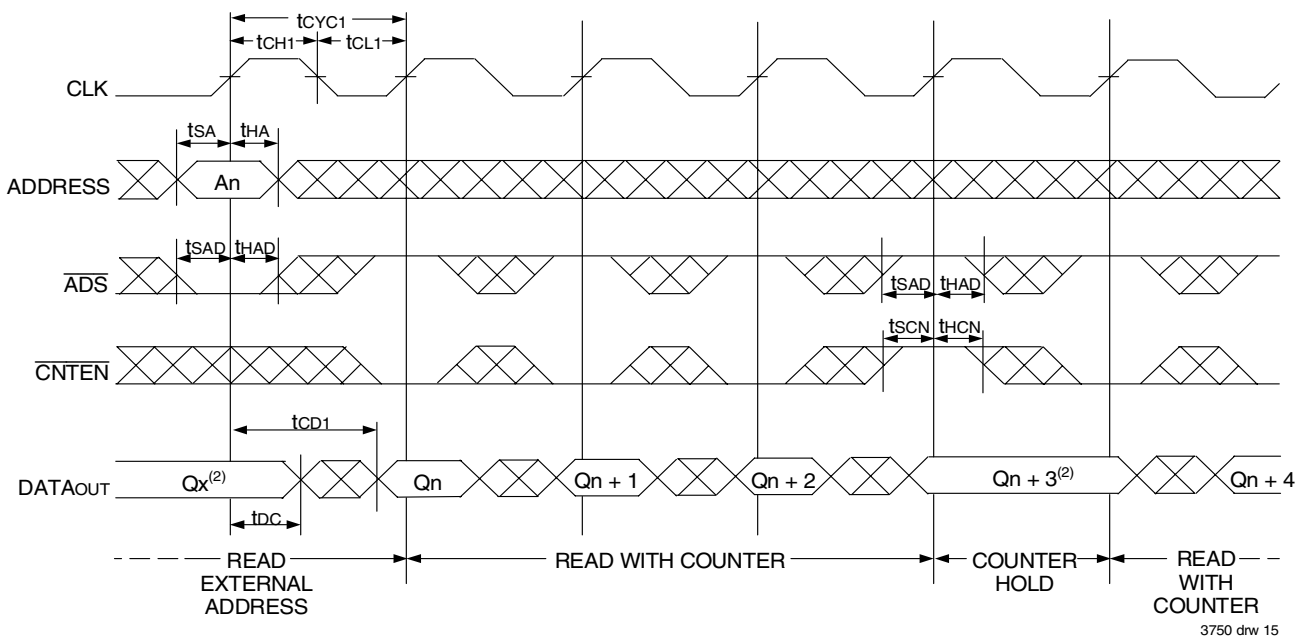 tCYC1
tCH1 tCL1
CLK
tSA tHA
ADDRESS An
tSAD tHAD
ADS
tSAD tHAD
tSCN tHCN
CNTEN
tCD1
DATAOUT Qx(2) Qn Qn + 1 Qn + 2 Qn + 3(2) Qn + 4
tDC
READ EXTERNAL ADDRESS
READ WITH COUNTER
COUNTER HOLD
READ WITH COUNTER
3750 drw 15